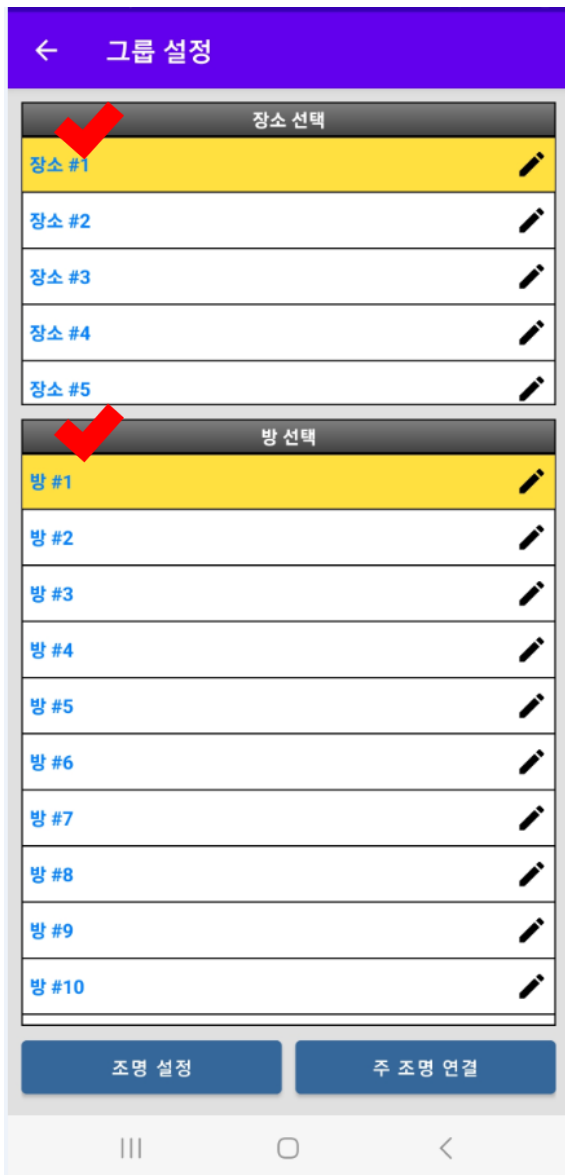 그룹 설정
장소 선택
장소 #1
장소 #2
장소 #3
장소 #4
장소 #5
방 선택
방 #1
방 #2
방 #3
방 #4
방 #5
방 #6
방 #7
방 #8
방 #9
방 #10
조명 설정
주 조명 연결